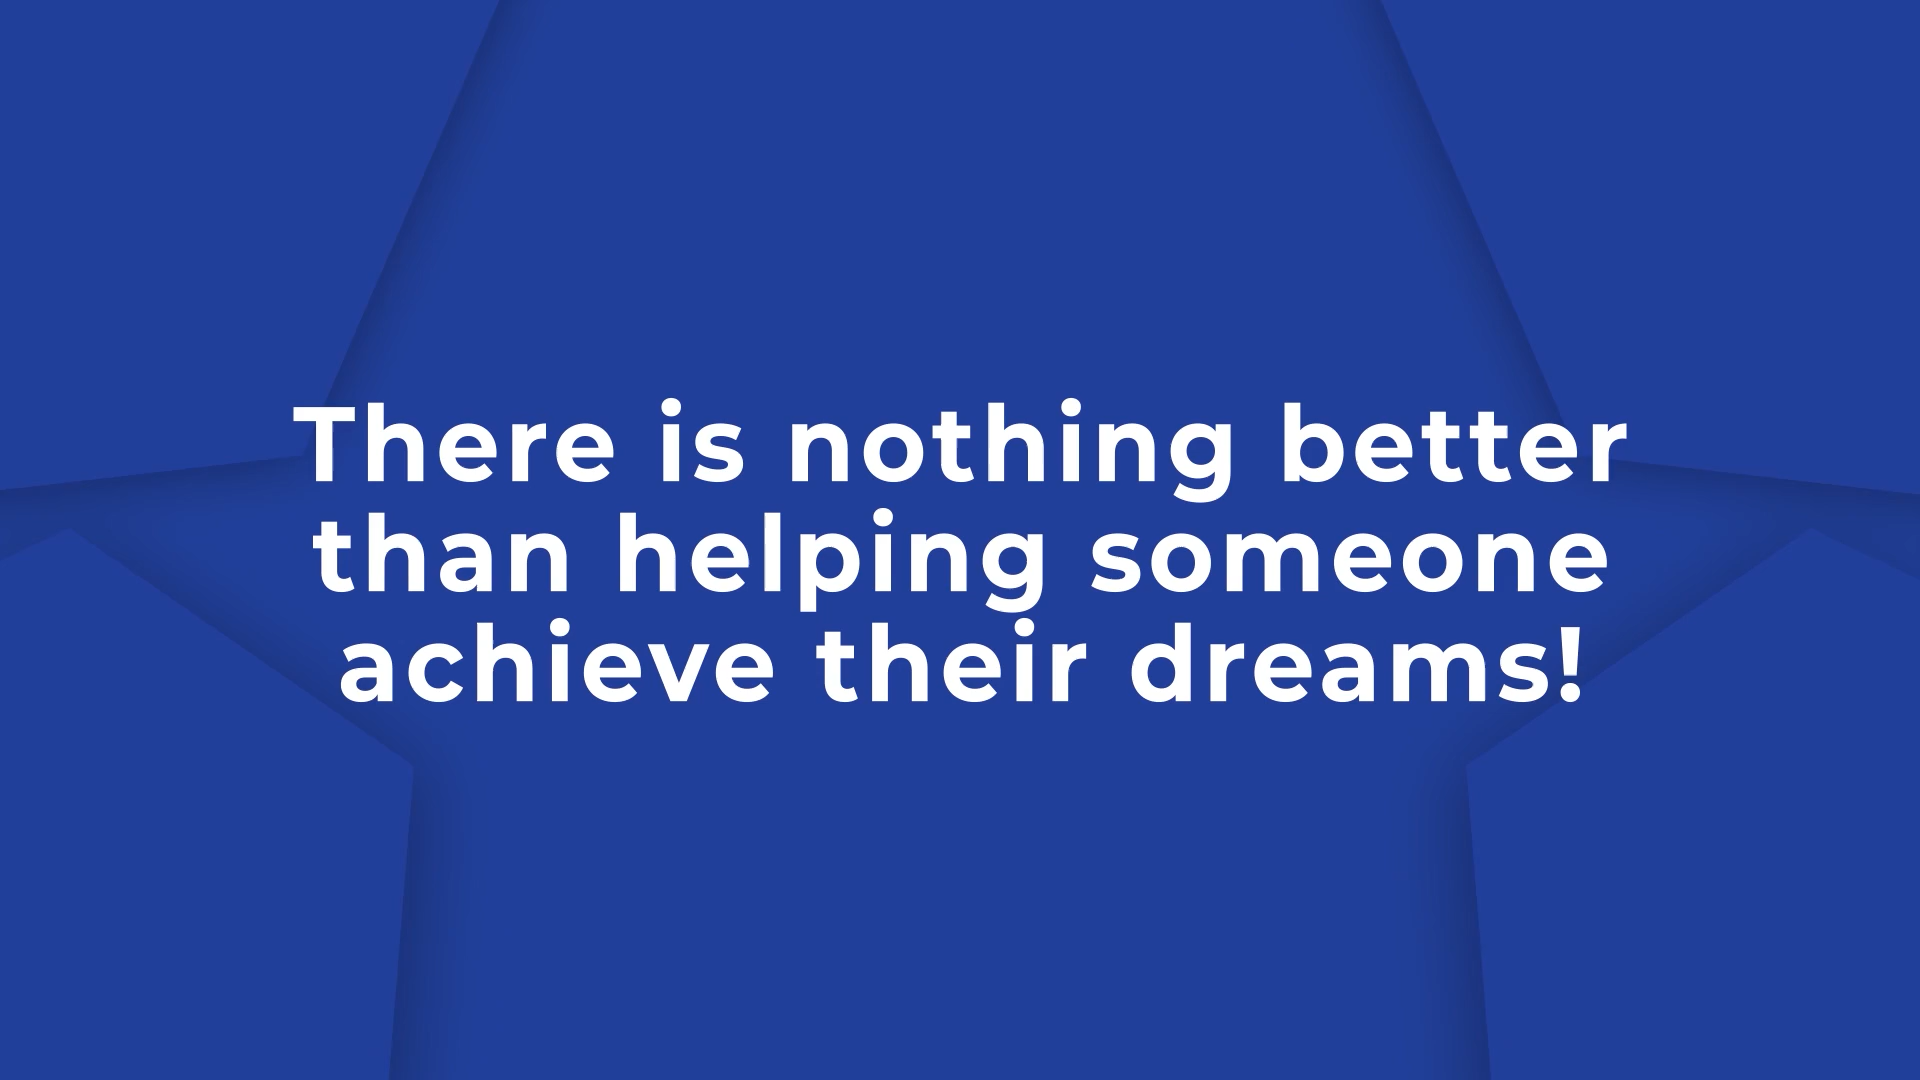 There is nothing better
than helping someone
achieve their dreams!